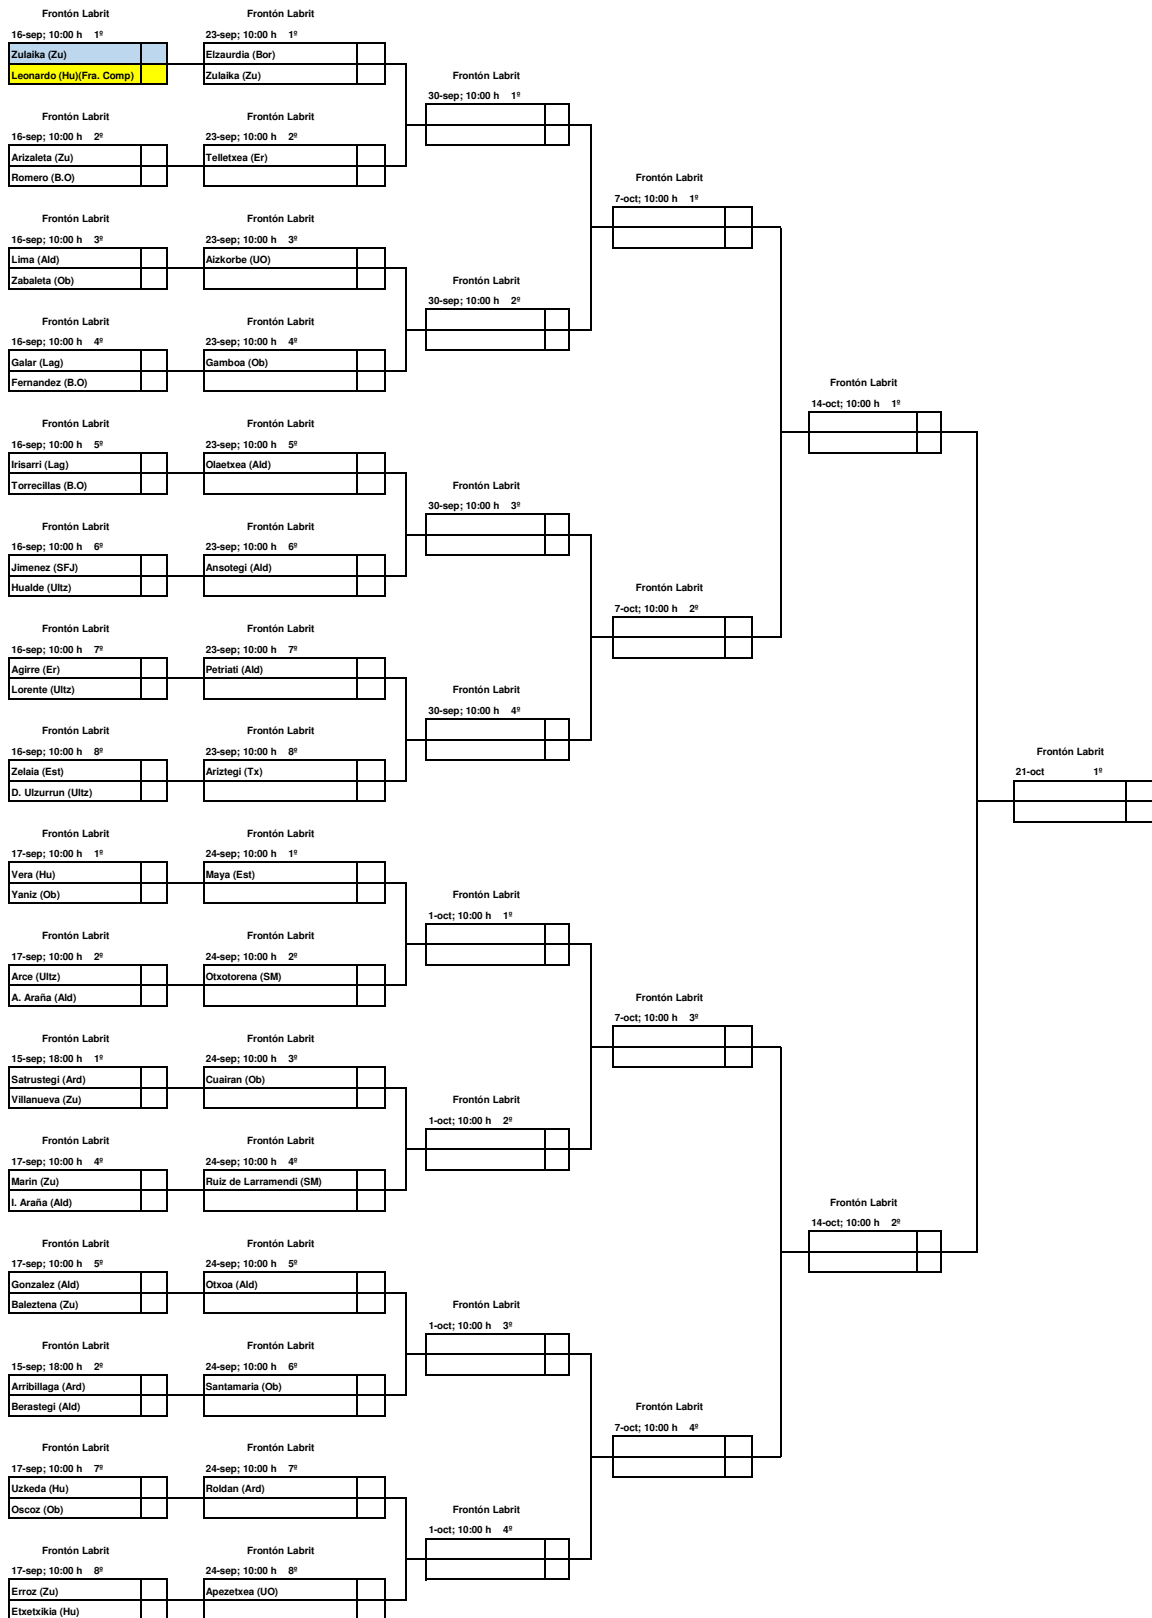 Frontón Labrit
16-sep; 10:00 h 1º
Zulaika (Zu)
Leonardo (Hu)(Fra. Comp)
Frontón Labrit
16-sep; 10:00 h 2º
Arizaleta (Zu)
Romero (B.O)
Frontón Labrit
16-sep; 10:00 h 3º
Lima (Ald)
Zabaleta (Ob)
Frontón Labrit
16-sep; 10:00 h 4º
Galar (Lag)
Fernandez (B.O)
Frontón Labrit
16-sep; 10:00 h 5º
Irisarri (Lag)
Torrecillas (B.O)
Frontón Labrit
16-sep; 10:00 h 6º
Jimenez (SFJ)
Hualde (Ultz)
Frontón Labrit
16-sep; 10:00 h 7º
Agirre (Er)
Lorente (Ultz)
Frontón Labrit
16-sep; 10:00 h 8º
Zelaia (Est)
D. Ulzurrun (Ultz)
Frontón Labrit
17-sep; 10:00 h 1º
Vera (Hu)
Yaniz (Ob)
Frontón Labrit
17-sep; 10:00 h 2º
Arce (Ultz)
A. Araña (Ald)
Frontón Labrit
15-sep; 18:00 h 1º
Satrustegi (Ard)
Villanueva (Zu)
Frontón Labrit
17-sep; 10:00 h 4º
Marin (Zu)
I. Araña (Ald)
Frontón Labrit
17-sep; 10:00 h 5º
Gonzalez (Ald)
Baleztena (Zu)
Frontón Labrit
15-sep; 18:00 h 2º
Arribillaga (Ard)
Berastegi (Ald)
Frontón Labrit
17-sep; 10:00 h 7º
Uzkeda (Hu)
Oscoz (Ob)
Frontón Labrit
17-sep; 10:00 h 8º
Erroz (Zu)
Etxetxikia (Hu)
Frontón Labrit
23-sep; 10:00 h 1º
Elzaurdia (Bor)
Zulaika (Zu)
Frontón Labrit
23-sep; 10:00 h 2º
Telletxea (Er)
Frontón Labrit
23-sep; 10:00 h 3º
Aizkorbe (UO)
Frontón Labrit
23-sep; 10:00 h 4º
Gamboa (Ob)
Frontón Labrit
23-sep; 10:00 h 5º
Olaetxea (Ald)
Frontón Labrit
23-sep; 10:00 h 6º
Ansotegi (Ald)
Frontón Labrit
23-sep; 10:00 h 7º
Petriati (Ald)
Frontón Labrit
23-sep; 10:00 h 8º
Ariztegi (Tx)
Frontón Labrit
24-sep; 10:00 h 1º
Maya (Est)
Frontón Labrit
24-sep; 10:00 h 2º
Otxotorena (SM)
Frontón Labrit
24-sep; 10:00 h 3º
Cuairan (Ob)
Frontón Labrit
24-sep; 10:00 h 4º
Ruiz de Larramendi (SM)
Frontón Labrit
24-sep; 10:00 h 5º
Otxoa (Ald)
Frontón Labrit
24-sep; 10:00 h 6º
Santamaria (Ob)
Frontón Labrit
24-sep; 10:00 h 7º
Roldan (Ard)
Frontón Labrit
24-sep; 10:00 h 8º
Apezetxea (UO)
Frontón Labrit
30-sep; 10:00 h 1º
Frontón Labrit
30-sep; 10:00 h 2º
Frontón Labrit
30-sep; 10:00 h 3º
Frontón Labrit
30-sep; 10:00 h 4º
Frontón Labrit
1-oct; 10:00 h 1º
Frontón Labrit
1-oct; 10:00 h 2º
Frontón Labrit
1-oct; 10:00 h 3º
Frontón Labrit
1-oct; 10:00 h 4º
Frontón Labrit
7-oct; 10:00 h 1º
Frontón Labrit
7-oct; 10:00 h 2º
Frontón Labrit
7-oct; 10:00 h 3º
Frontón Labrit
7-oct; 10:00 h 4º
Frontón Labrit
14-oct; 10:00 h 1º
Frontón Labrit
14-oct; 10:00 h 2º
Frontón Labrit
21-oct 1º